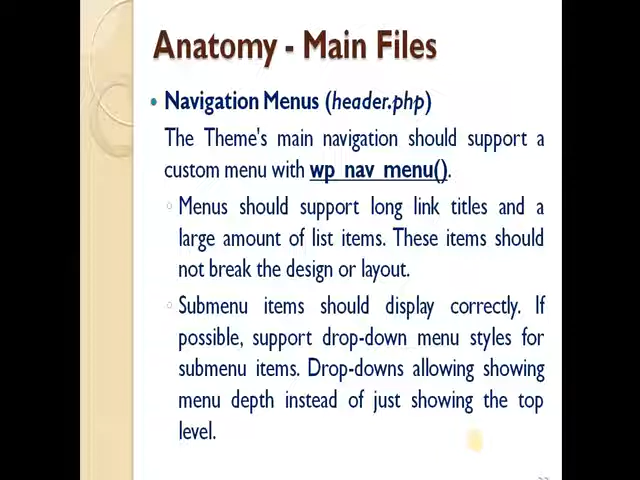 Anatomy - Main Files
Navigation Menus (header.php)
The Theme's main navigation should support a
custom menu with wp_nav_menu().
Menus should support long link titles and a
large amount of list items. These items should
not break the design or layout.
Submenu items should display correctly. If
possible, support drop-down menu styles for
submenu items. Drop-downs allowing showing
menu depth instead of just showing the top
level.